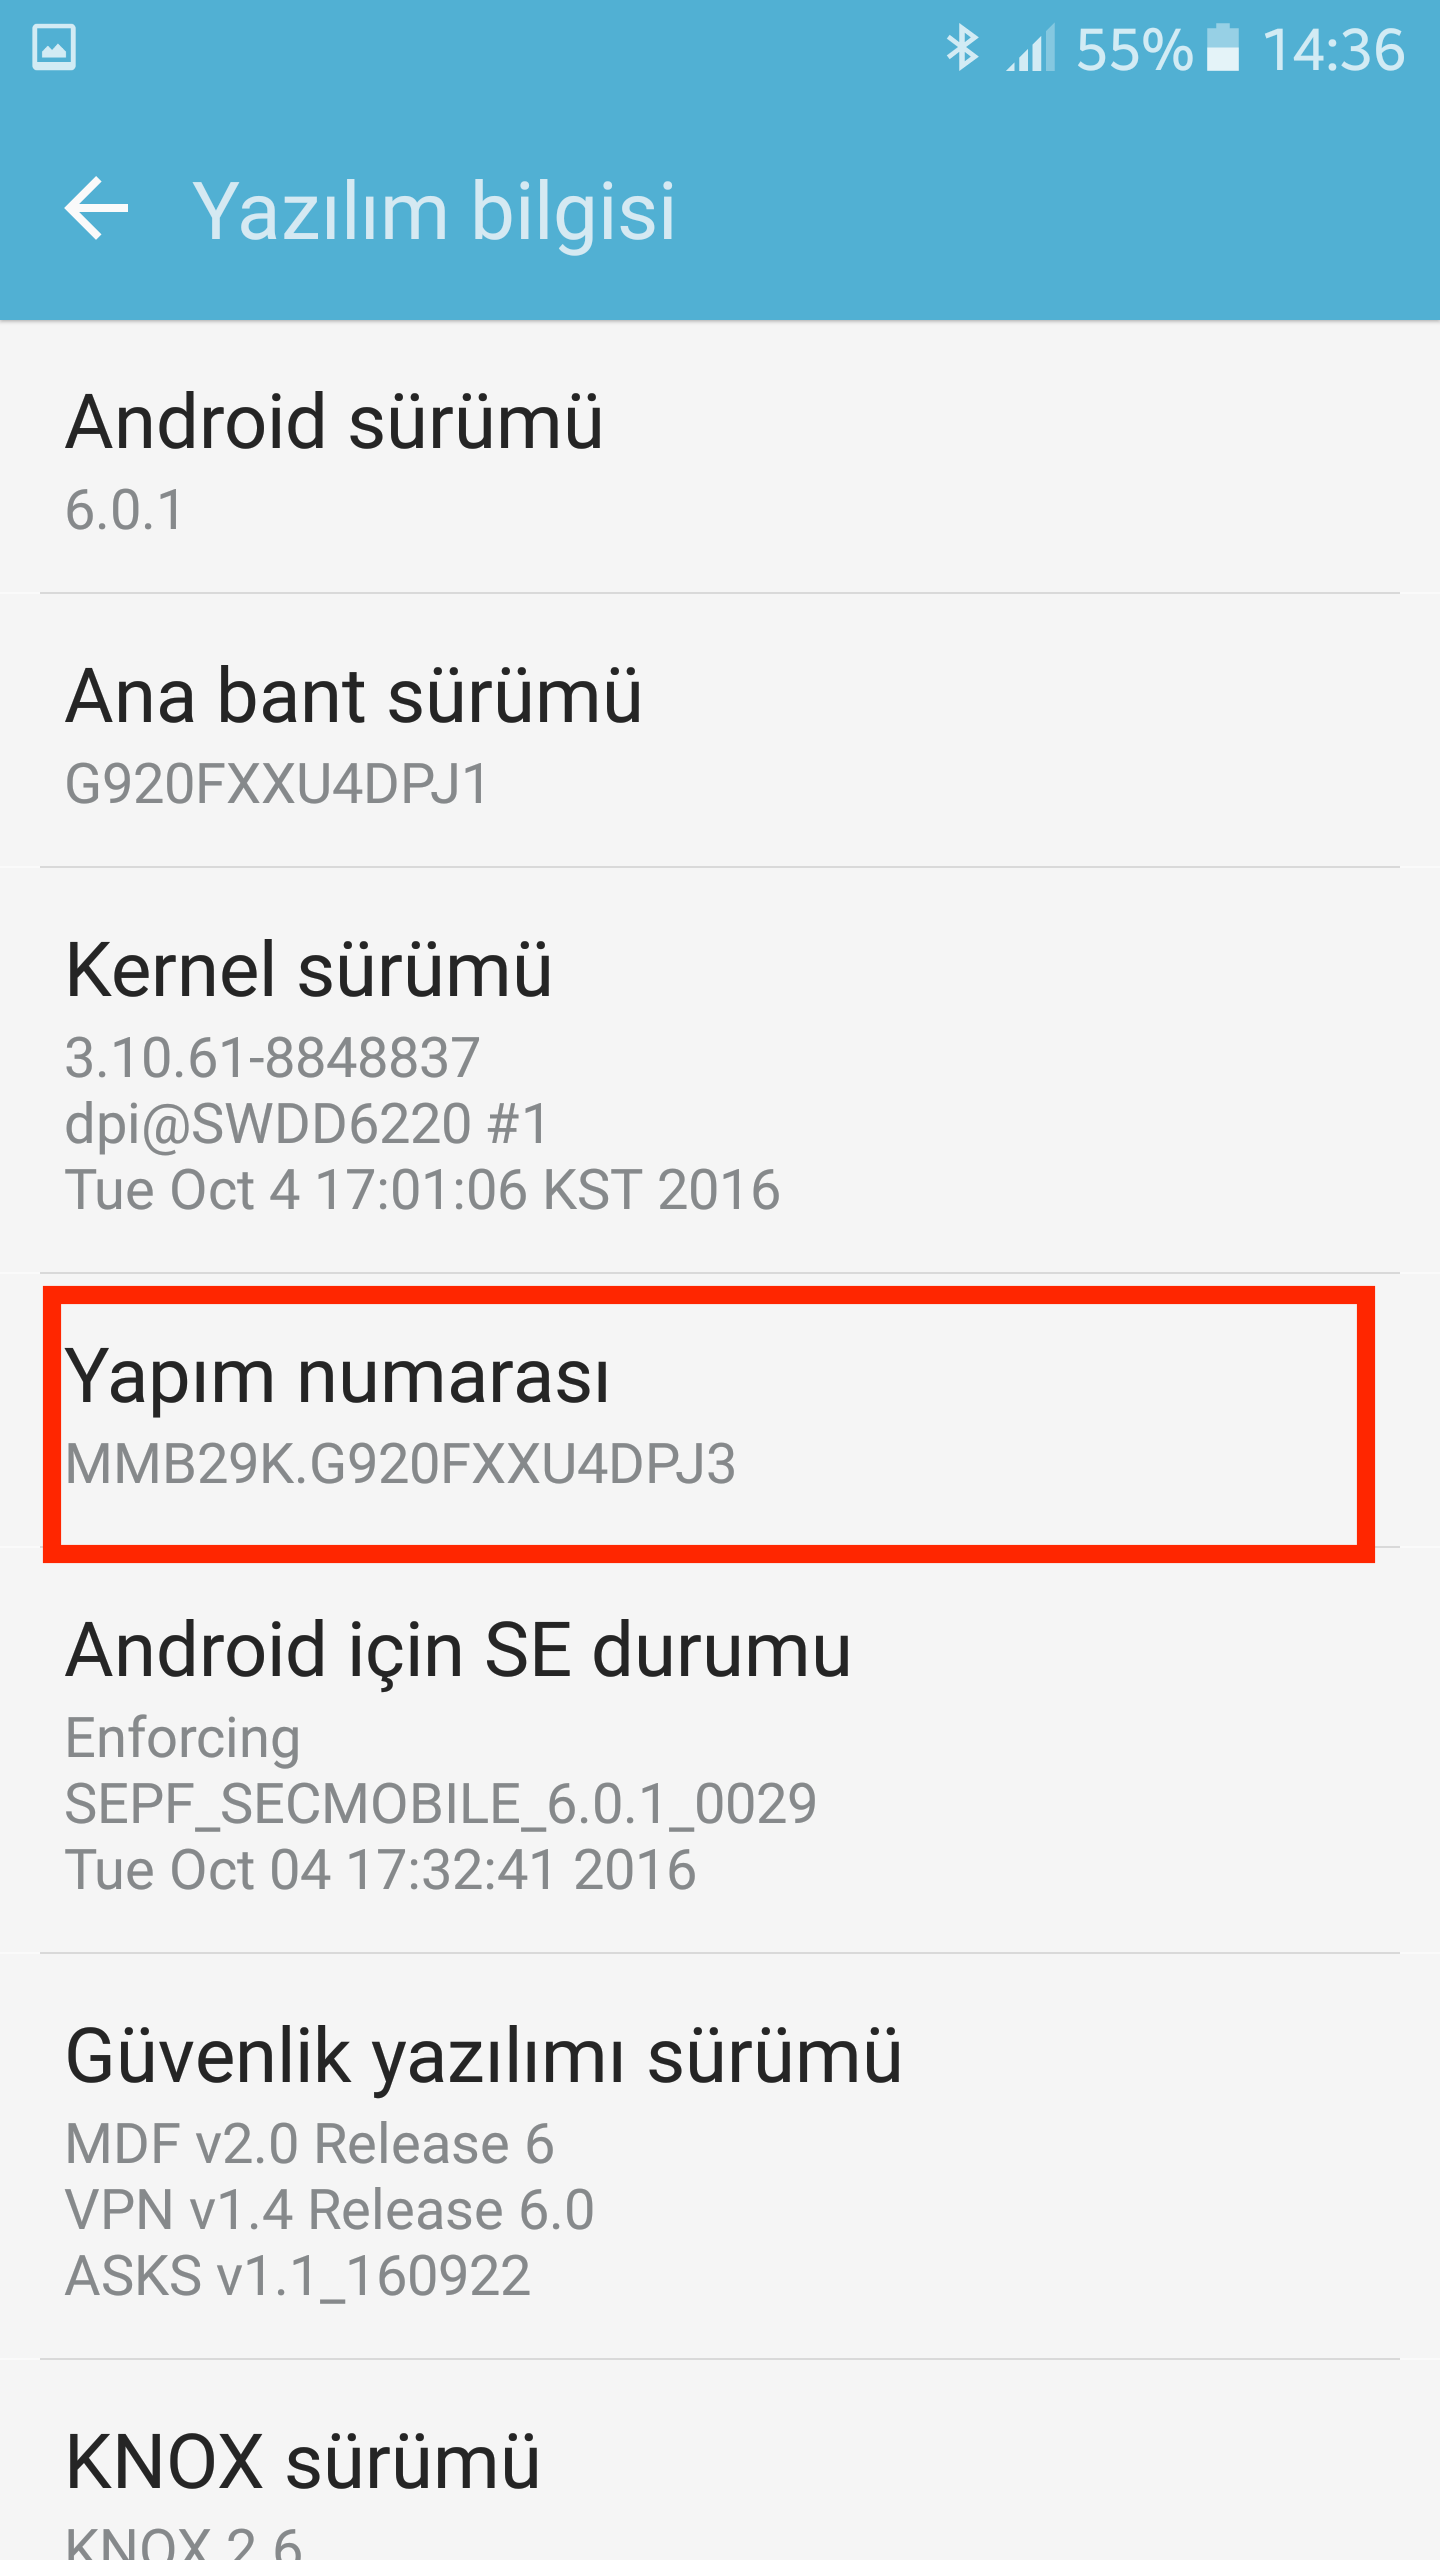 55% 14:36
Yazılım bilgisi
Android sürümü
6.0.1
Ana bant sürümü
G920FXXU4DPJ1
Kernel sürümü
3.10.61-8848837
dpi@SWDD6220 #1
Tue Oct 4 17:01:06 KST 2016
Yapım numarası
MMB29K.G920FXXU4DPJ3
Android için SE durumu
Enforcing
SEPF_SECMOBILE_6.0.1_0029
Tue Oct 04 17:32:41 2016
Güvenlik yazılımı sürümü
MDF v2.0 Release 6
VPN v1.4 Release 6.0
ASKS v1.1_160922
KNOX sürümü
KNOX 2.6